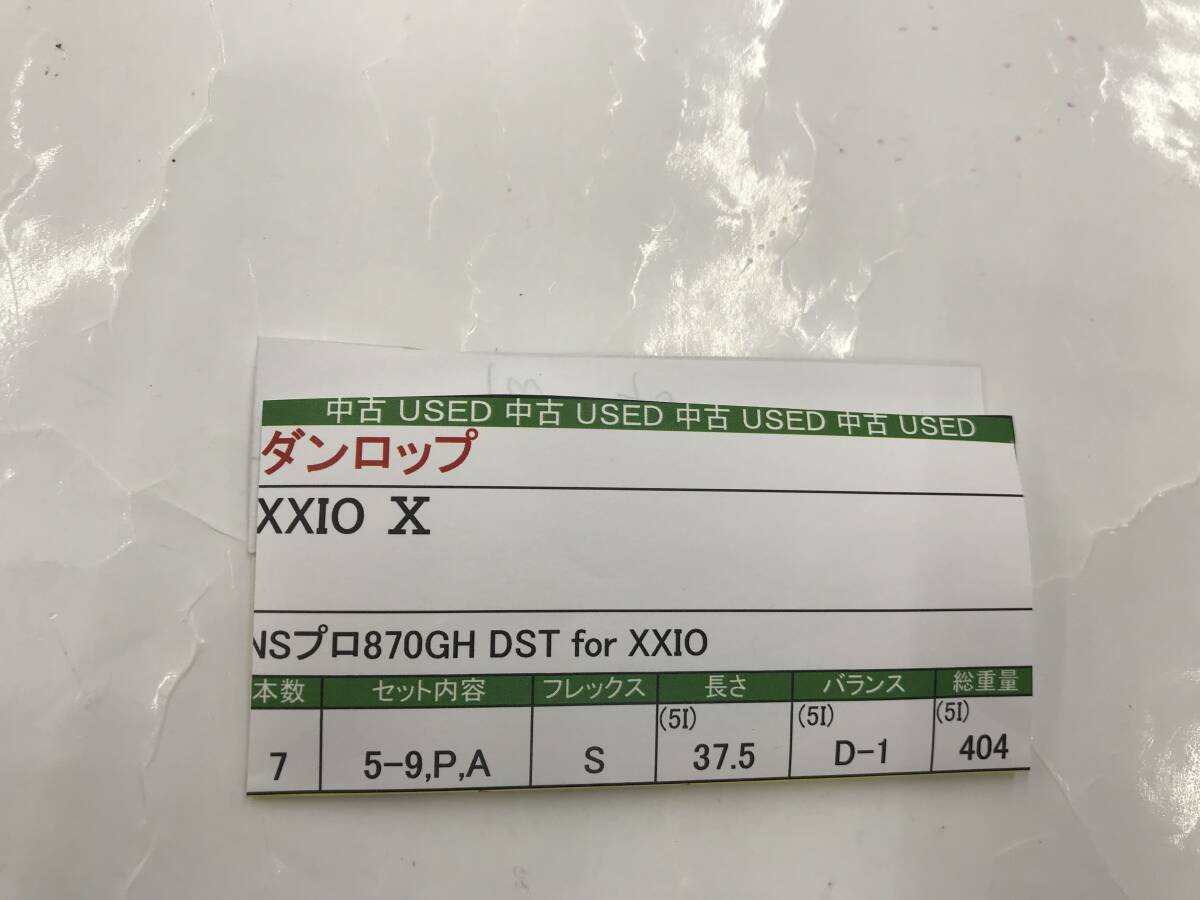 中古 USED 中古 USED 中古 USED 中古 USED
ダンロップ
XXIO X
NSプロ870GH DST for XXIO
本数 セット内容 フレックス 長さ バランス 総重量
(5I) (5I) (5I)
7 5-9,P,A S 37.5 D-1 404